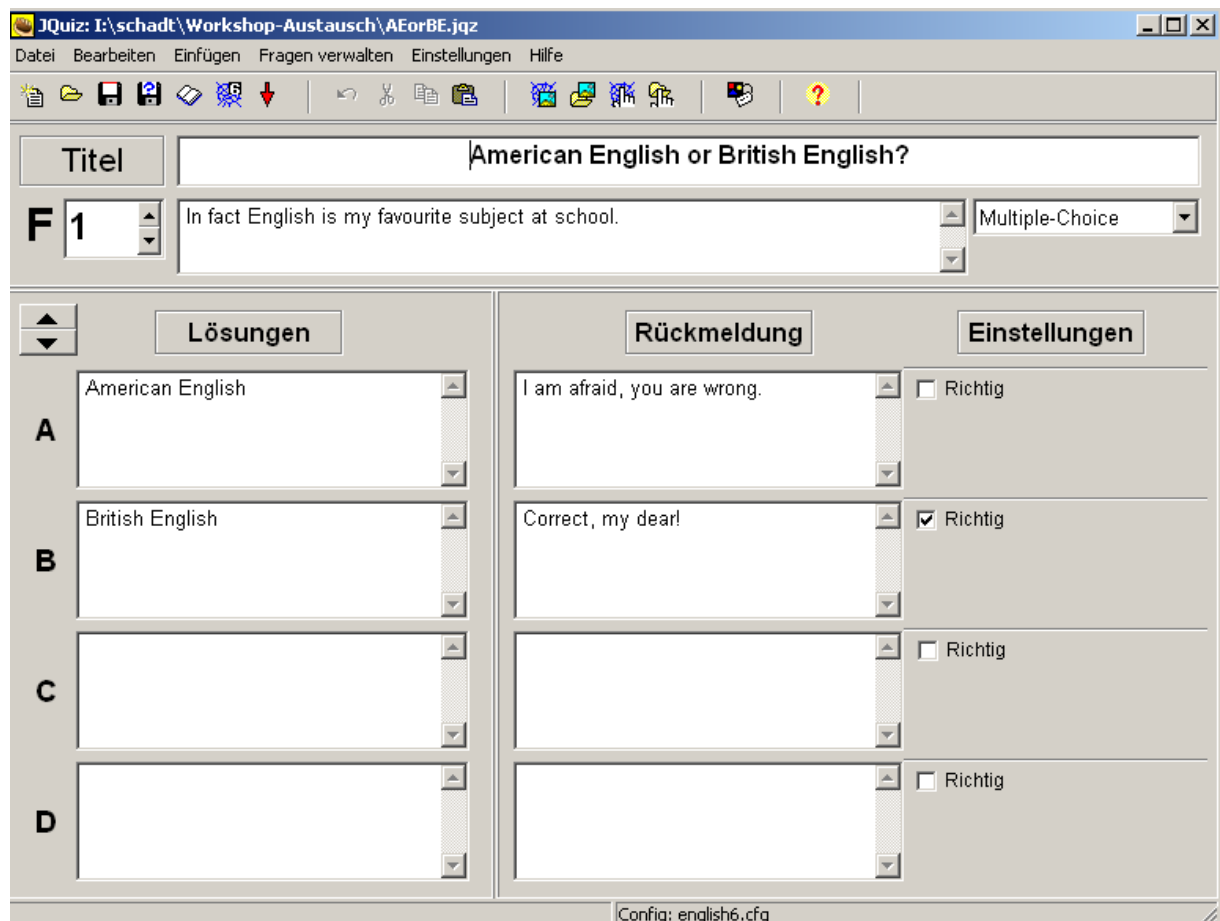 JQuiz: I:\schadt\Workshop-Austausch\AEorBE.jqz
Datei Bearbeiten Einfügen Fragen verwalten Einstellungen Hilfe
Titel American English or British English?
F 1 In fact English is my favourite subject at school. Multiple-Choice
Lösungen Rückmeldung Einstellungen
American English I am afraid, you are wrong. Richtig
A
British English Correct, my dear! Richtig
B
Richtig
C
Richtig
D
Config: english6.cfg